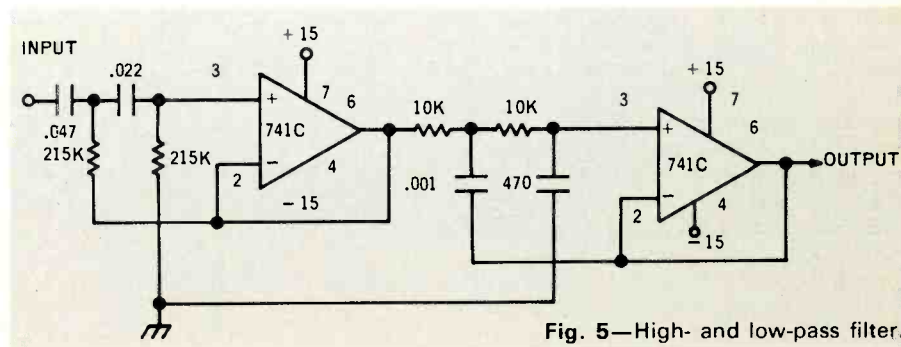 INPUT
.047
.022
215K
215K
3
+
741C
−
2
+15
7
6
4
−15
10K
10K
.001
470
3
+
741C
−
2
+15
7
6
4
−15
OUTPUT
Fig. 5—High- and low-pass filter.